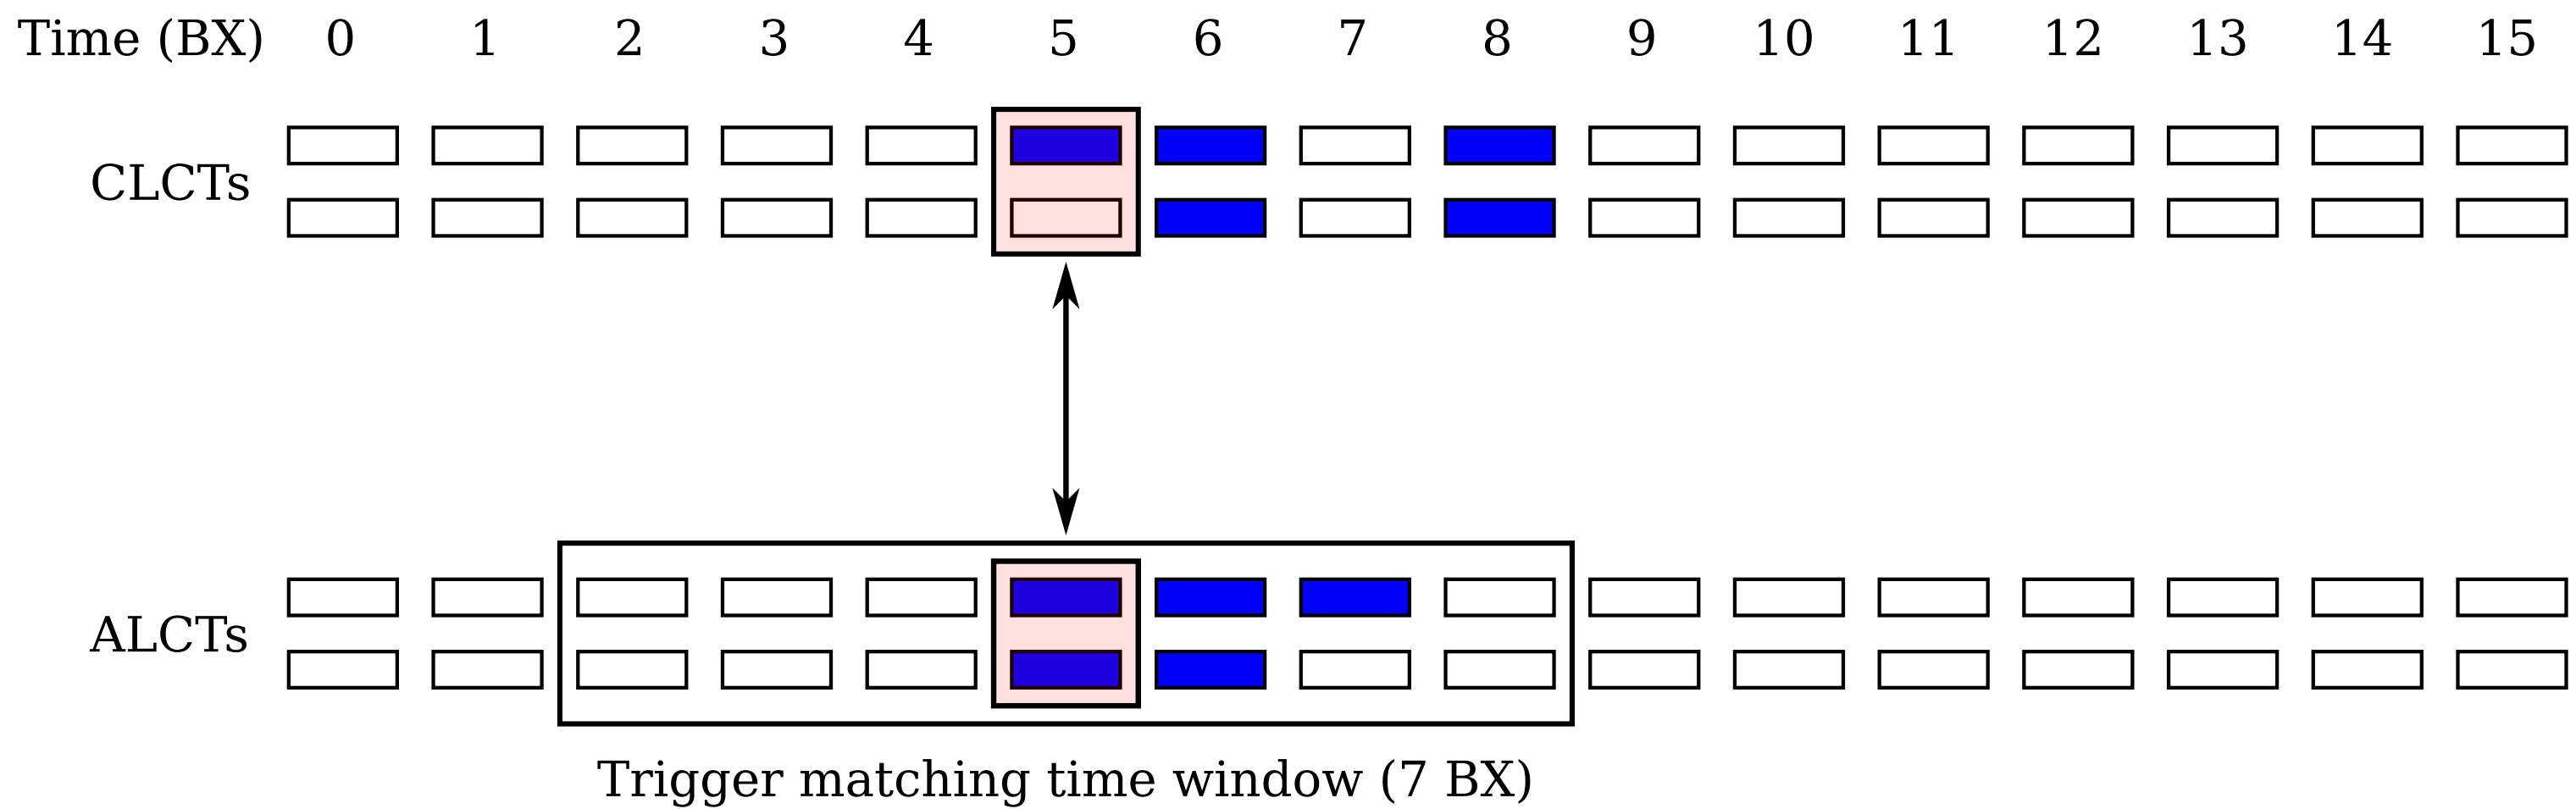 Time (BX) 0 1 2 3 4 5 6 7 8 9 10 11 12 13 14 15
CLCTs
ALCTs
Trigger matching time window (7 BX)